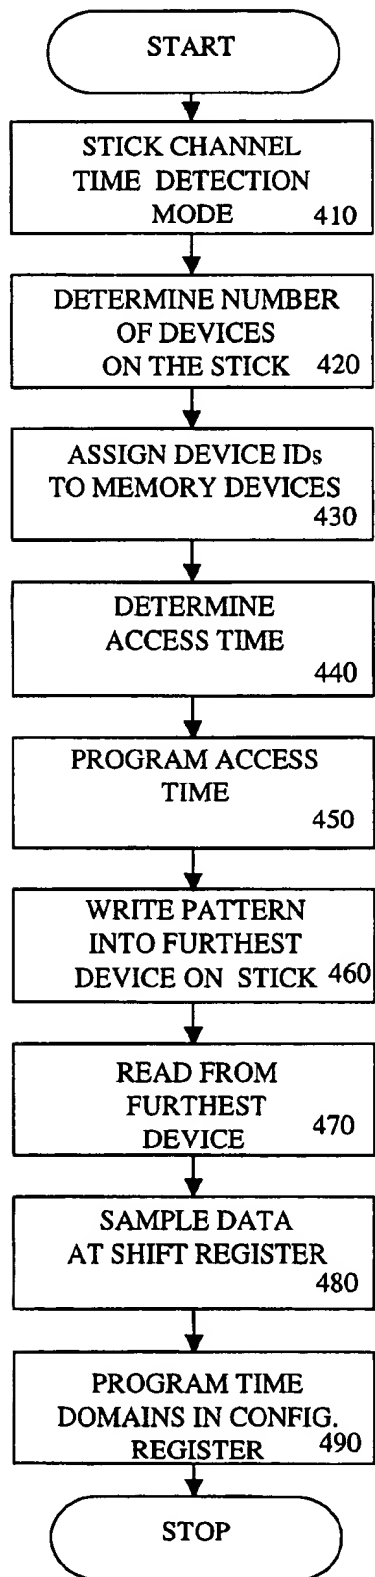 START
STICK CHANNEL
TIME DETECTION
MODE 410
DETERMINE NUMBER
OF DEVICES
ON THE STICK 420
ASSIGN DEVICE IDs
TO MEMORY DEVICES
430
DETERMINE
ACCESS TIME
440
PROGRAM ACCESS
TIME
450
WRITE PATTERN
INTO FURTHEST
DEVICE ON STICK 460
READ FROM
FURTHEST
DEVICE 470
SAMPLE DATA
AT SHIFT REGISTER
480
PROGRAM TIME
DOMAINS IN CONFIG.
REGISTER 490
STOP